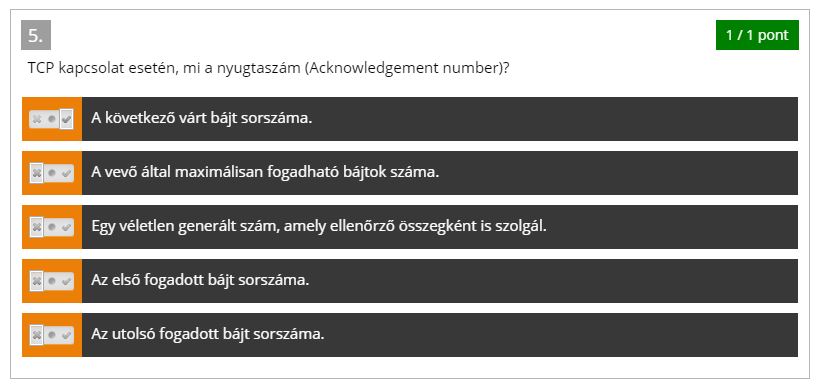 5.
1 / 1 pont
TCP kapcsolat esetén, mi a nyugtaszám (Acknowledgement number)?
A következő várt bájt sorszáma.
A vevő által maximálisan fogadható bájtok száma.
Egy véletlen generált szám, amely ellenőrző összegként is szolgál.
Az első fogadott bájt sorszáma.
Az utolsó fogadott bájt sorszáma.